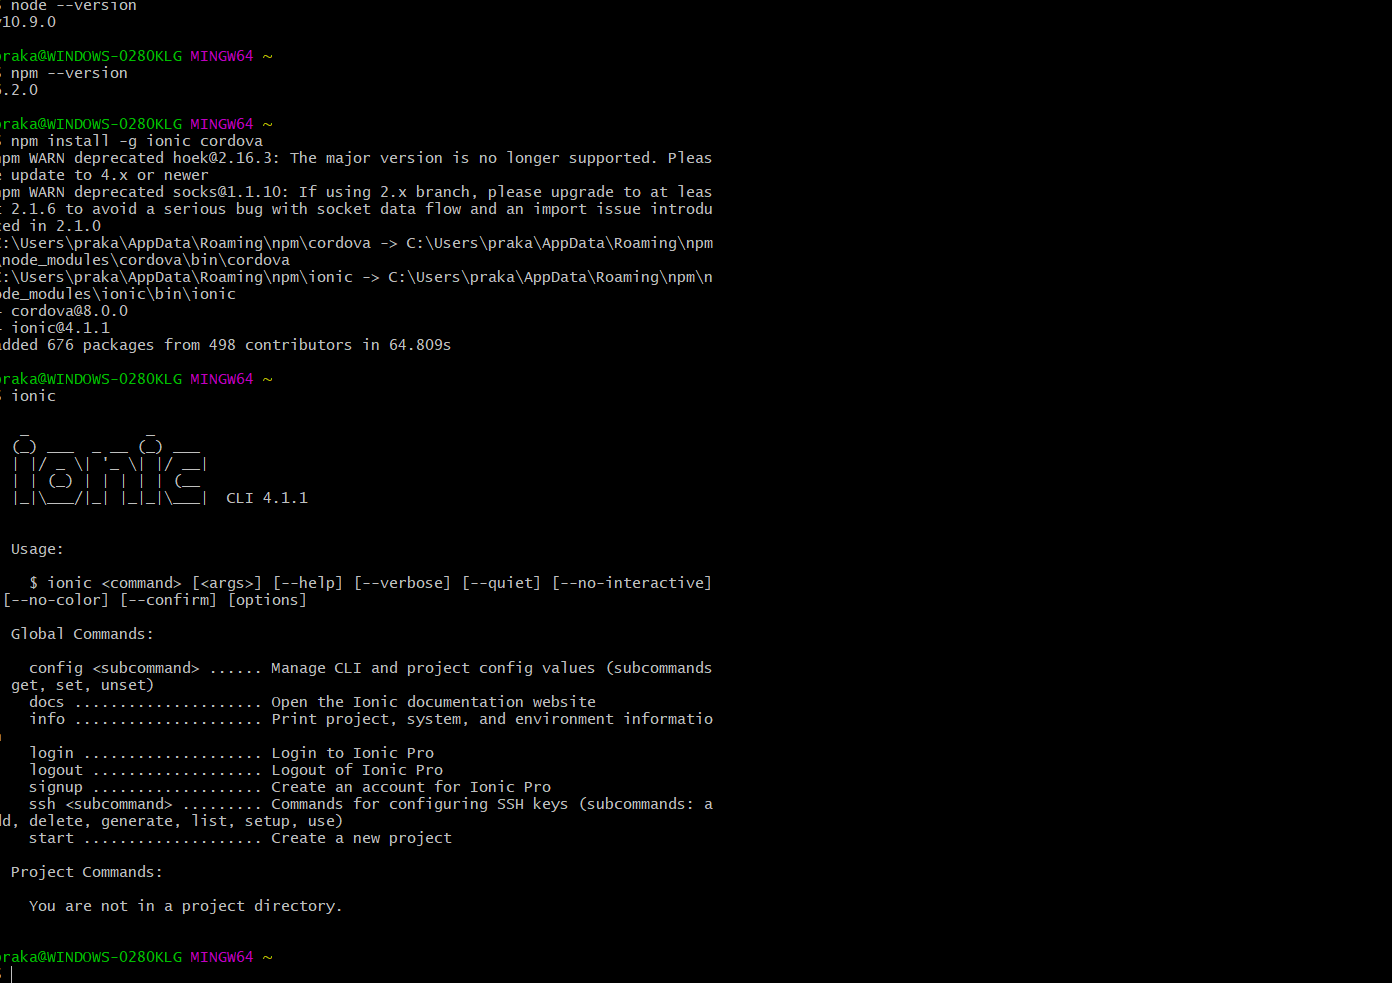 node --version
10.9.0
praka@WINDOWS-0280KLG MINGW64 ~
$ npm --version
.2.0
praka@WINDOWS-0280KLG MINGW64 ~
$ npm install -g ionic cordova
npm WARN deprecated hoek@2.16.3: The major version is no longer supported. Pleas
e update to 4.x or newer
npm WARN deprecated socks@1.1.10: If using 2.x branch, please upgrade to at leas
t 2.1.6 to avoid a serious bug with socket data flow and an import issue introdu
ced in 2.1.0
C:\Users\praka\AppData\Roaming\npm\cordova -> C:\Users\praka\AppData\Roaming\npm
\node_modules\cordova\bin\cordova
C:\Users\praka\AppData\Roaming\npm\ionic -> C:\Users\praka\AppData\Roaming\npm\n
ode_modules\ionic\bin\ionic
+ cordova@8.0.0
+ ionic@4.1.1
added 676 packages from 498 contributors in 64.809s
praka@WINDOWS-0280KLG MINGW64 ~
$ ionic
ionic CLI 4.1.1
Usage:
$ ionic <command> [<args>] [--help] [--verbose] [--quiet] [--no-interactive]
[--no-color] [--confirm] [options]
Global Commands:
config <subcommand> ...... Manage CLI and project config values (subcommands
get, set, unset)
docs ..................... Open the Ionic documentation website
info ..................... Print project, system, and environment informatio
n
login .................... Login to Ionic Pro
logout ................... Logout of Ionic Pro
signup ................... Create an account for Ionic Pro
ssh <subcommand> ......... Commands for configuring SSH keys (subcommands: a
dd, delete, generate, list, setup, use)
start .................... Create a new project
Project Commands:
You are not in a project directory.
praka@WINDOWS-0280KLG MINGW64 ~
$